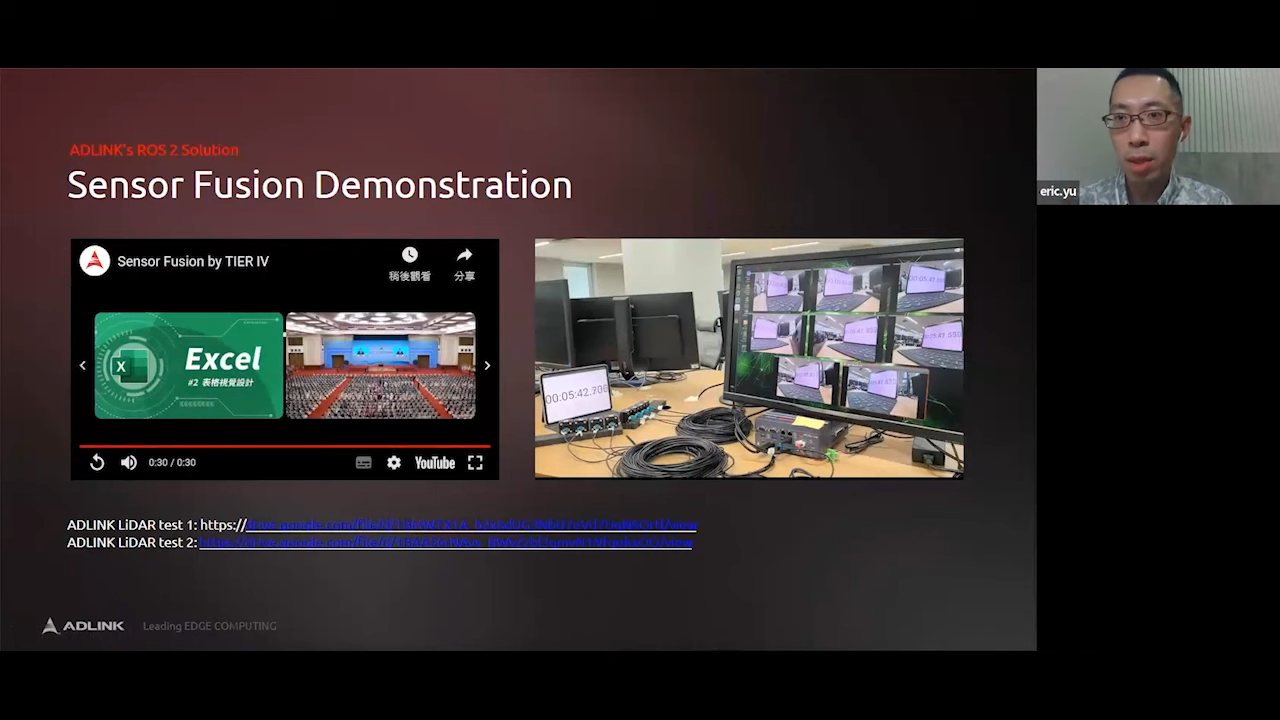 ADLINK's ROS 2 Solution
Sensor Fusion Demonstration
eric.yu
Sensor Fusion by TIER IV
稍後觀看
分享
Excel
#2 表格視覺設計
0:30 / 0:30
YouTube
00:05:42.700
ADLINK LiDAR test 1: https://
ADLINK LiDAR test 2:
ADLINK
Leading EDGE COMPUTING